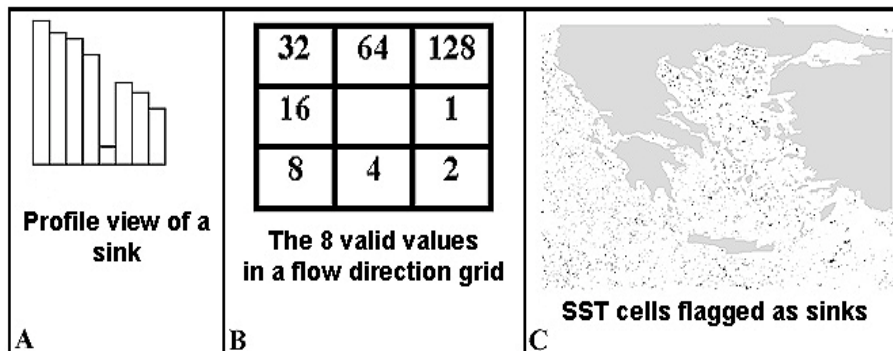 Profile view of a
sink
A
32 64 128
16 1
8 4 2
The 8 valid values
in a flow direction grid
B
SST cells flagged as sinks
C